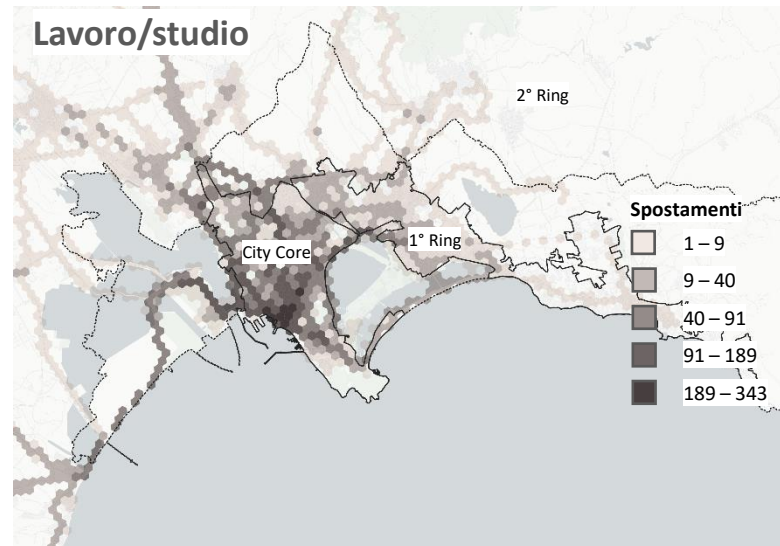 Lavoro/studio
2° Ring
Spostamenti
1 – 9
City Core
1° Ring
9 – 40
40 – 91
91 – 189
189 – 343